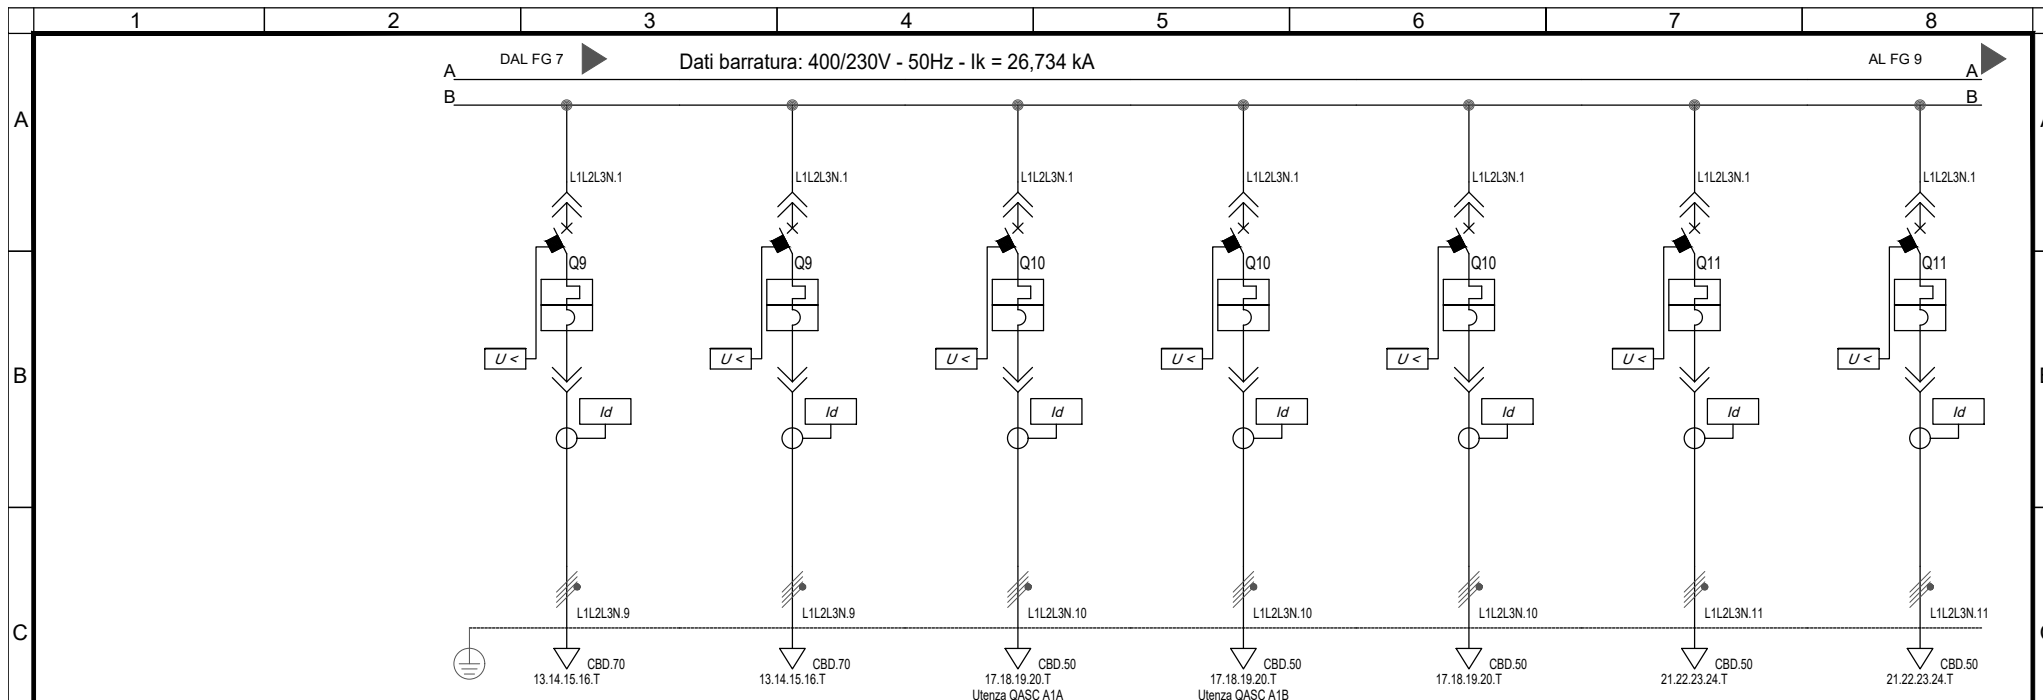 1 2 3 4 5 6 7 8
DAL FG 7 Dati barratura: 400/230V - 50Hz - Ik = 26,734 kA AL FG 9
A A
B B
A
L1L2L3N.1 L1L2L3N.1 L1L2L3N.1 L1L2L3N.1 L1L2L3N.1 L1L2L3N.1 L1L2L3N.1
Q9 Q9 Q10 Q10 Q10 Q11 Q11
U < U < U < U < U < U < U <
B
Id Id Id Id Id Id Id
L1L2L3N.9 L1L2L3N.9 L1L2L3N.10 L1L2L3N.10 L1L2L3N.10 L1L2L3N.11 L1L2L3N.11
C
CBD.70 CBD.70 CBD.50 CBD.50 CBD.50 CBD.50 CBD.50
13.14.15.16.T 13.14.15.16.T 17.18.19.20.T 17.18.19.20.T 17.18.19.20.T 21.22.23.24.T 21.22.23.24.T
Utenza QASC A1A Utenza QASC A1B